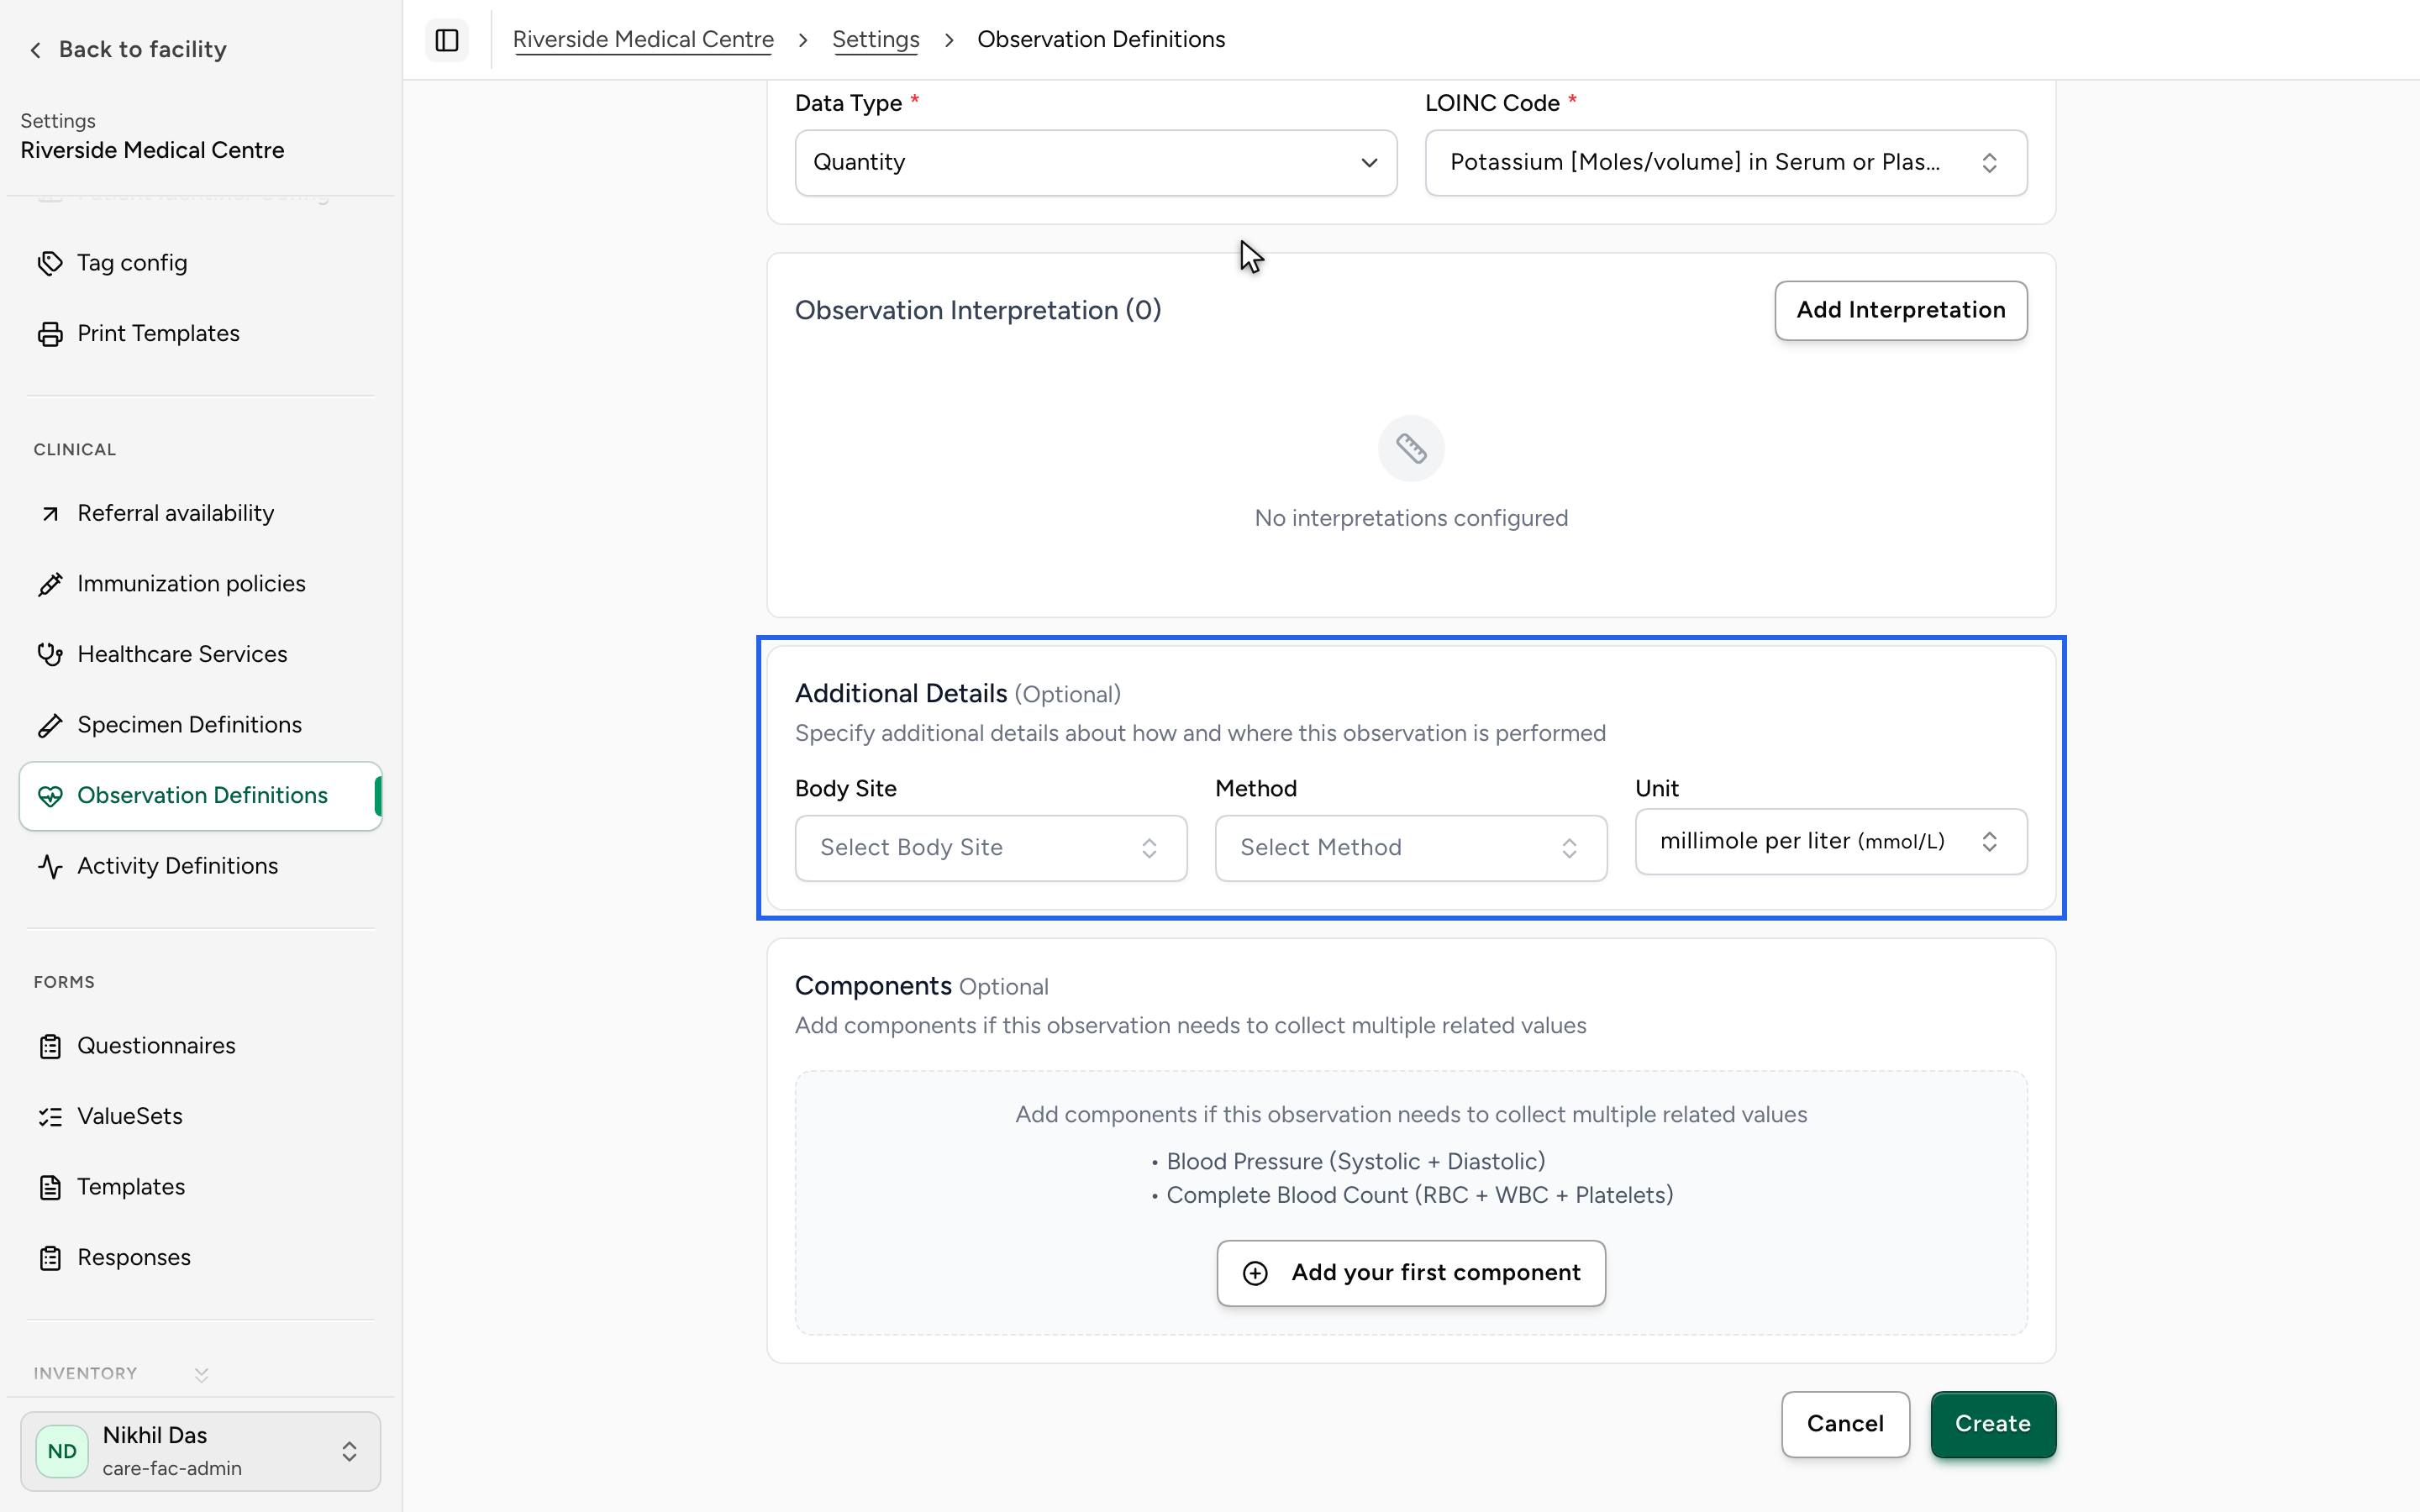 Back to facility
Settings
Riverside Medical Centre
Tag config
Print Templates
CLINICAL
Referral availability
Immunization policies
Healthcare Services
Specimen Definitions
Observation Definitions
Activity Definitions
FORMS
Questionnaires
ValueSets
Templates
Responses
INVENTORY
ND
Nikhil Das
care-fac-admin
Riverside Medical Centre > Settings > Observation Definitions
Data Type *
LOINC Code *
Quantity
Potassium [Moles/volume] in Serum or Plas...
Observation Interpretation (0)
Add Interpretation
No interpretations configured
Additional Details (Optional)
Specify additional details about how and where this observation is performed
Body Site
Method
Unit
Select Body Site
Select Method
millimole per liter (mmol/L)
Components Optional
Add components if this observation needs to collect multiple related values
Add components if this observation needs to collect multiple related values
• Blood Pressure (Systolic + Diastolic)
• Complete Blood Count (RBC + WBC + Platelets)
Add your first component
Cancel
Create